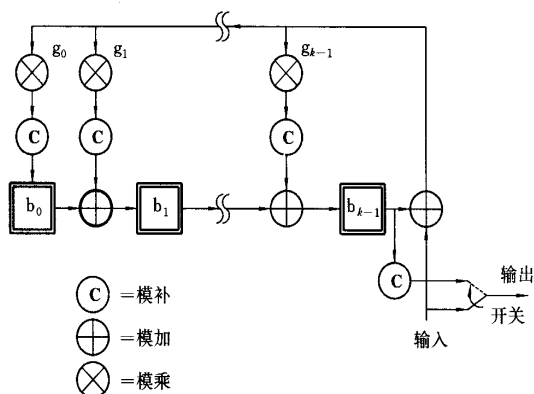 g₀ g₁ gₖ₋₁
C C C
b₀ b₁ bₖ₋₁
C 输出
开关
输入
C =模补
=模加
=模乘